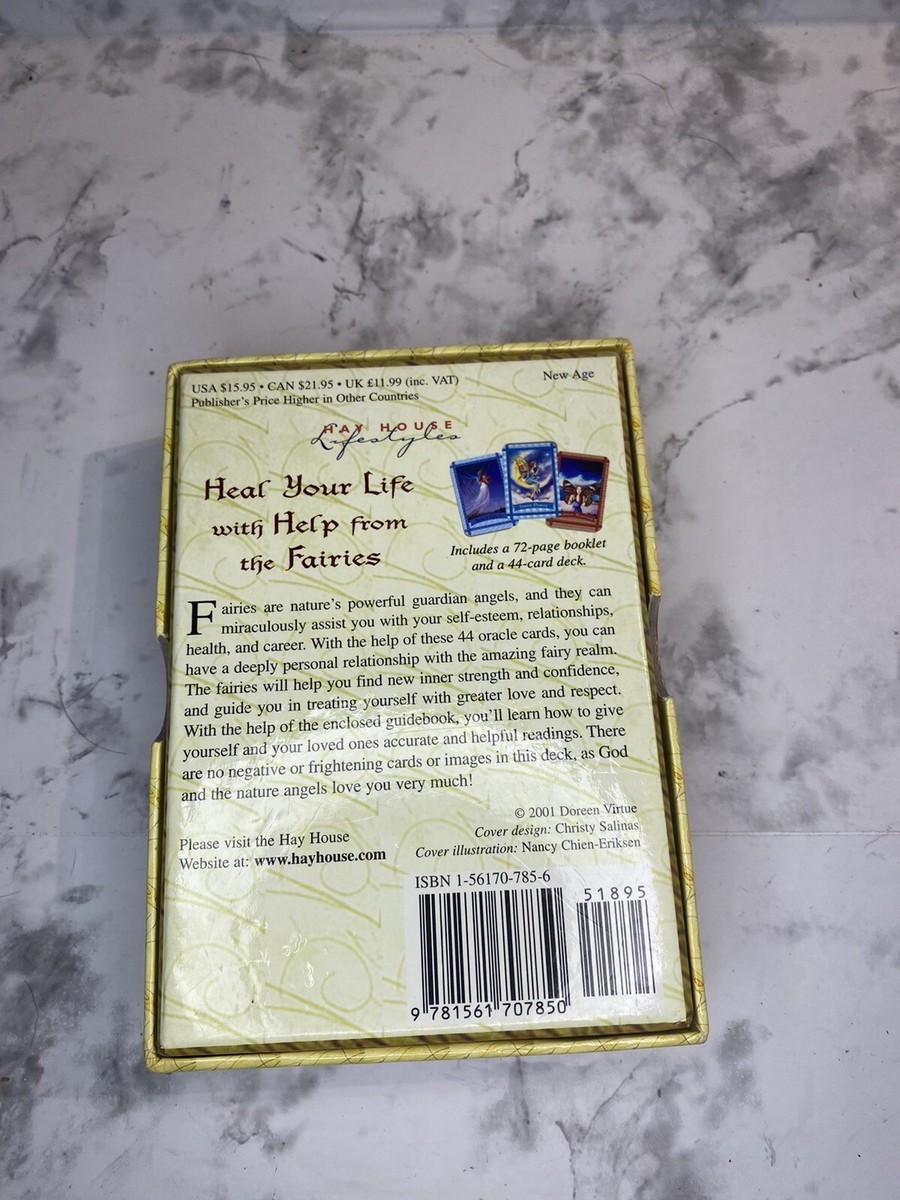 USA $15.95 • CAN $21.95 • UK £11.99 (inc. VAT)
Publisher's Price Higher in Other Countries
New Age
HAY HOUSE
Lifestyles
Heal Your Life
with Help from
the Fairies
Includes a 72-page booklet
and a 44-card deck.
Fairies are nature's powerful guardian angels, and they can
miraculously assist you with your self-esteem, relationships,
health, and career. With the help of these 44 oracle cards, you can
have a deeply personal relationship with the amazing fairy realm.
The fairies will help you find new inner strength and confidence,
and guide you in treating yourself with greater love and respect.
With the help of the enclosed guidebook, you'll learn how to give
yourself and your loved ones accurate and helpful readings. There
are no negative or frightening cards or images in this deck, as God
and the nature angels love you very much!
© 2001 Doreen Virtue
Cover design: Christy Salinas
Cover illustration: Nancy Chien-Eriksen
Please visit the Hay House
Website at: www.hayhouse.com
ISBN 1-56170-785-6
51895
9 781561 707850